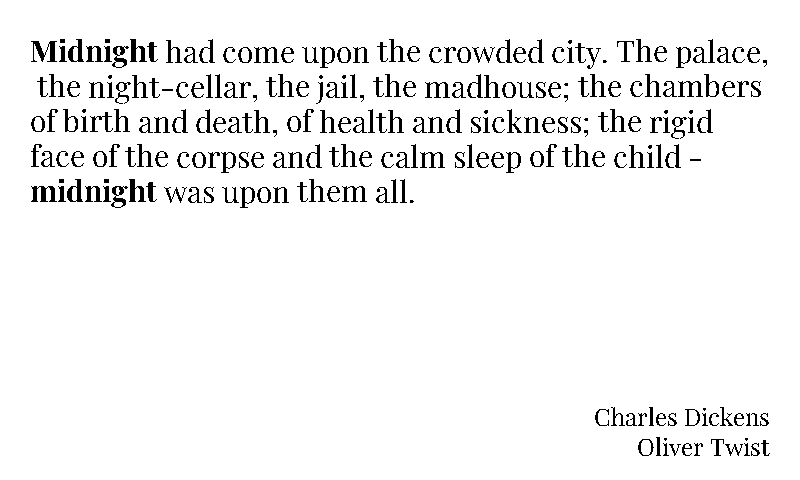 Midnight had come upon the crowded city. The palace,
the night-cellar, the jail, the madhouse; the chambers
of birth and death, of health and sickness; the rigid
face of the corpse and the calm sleep of the child -
midnight was upon them all.
Charles Dickens
Oliver Twist